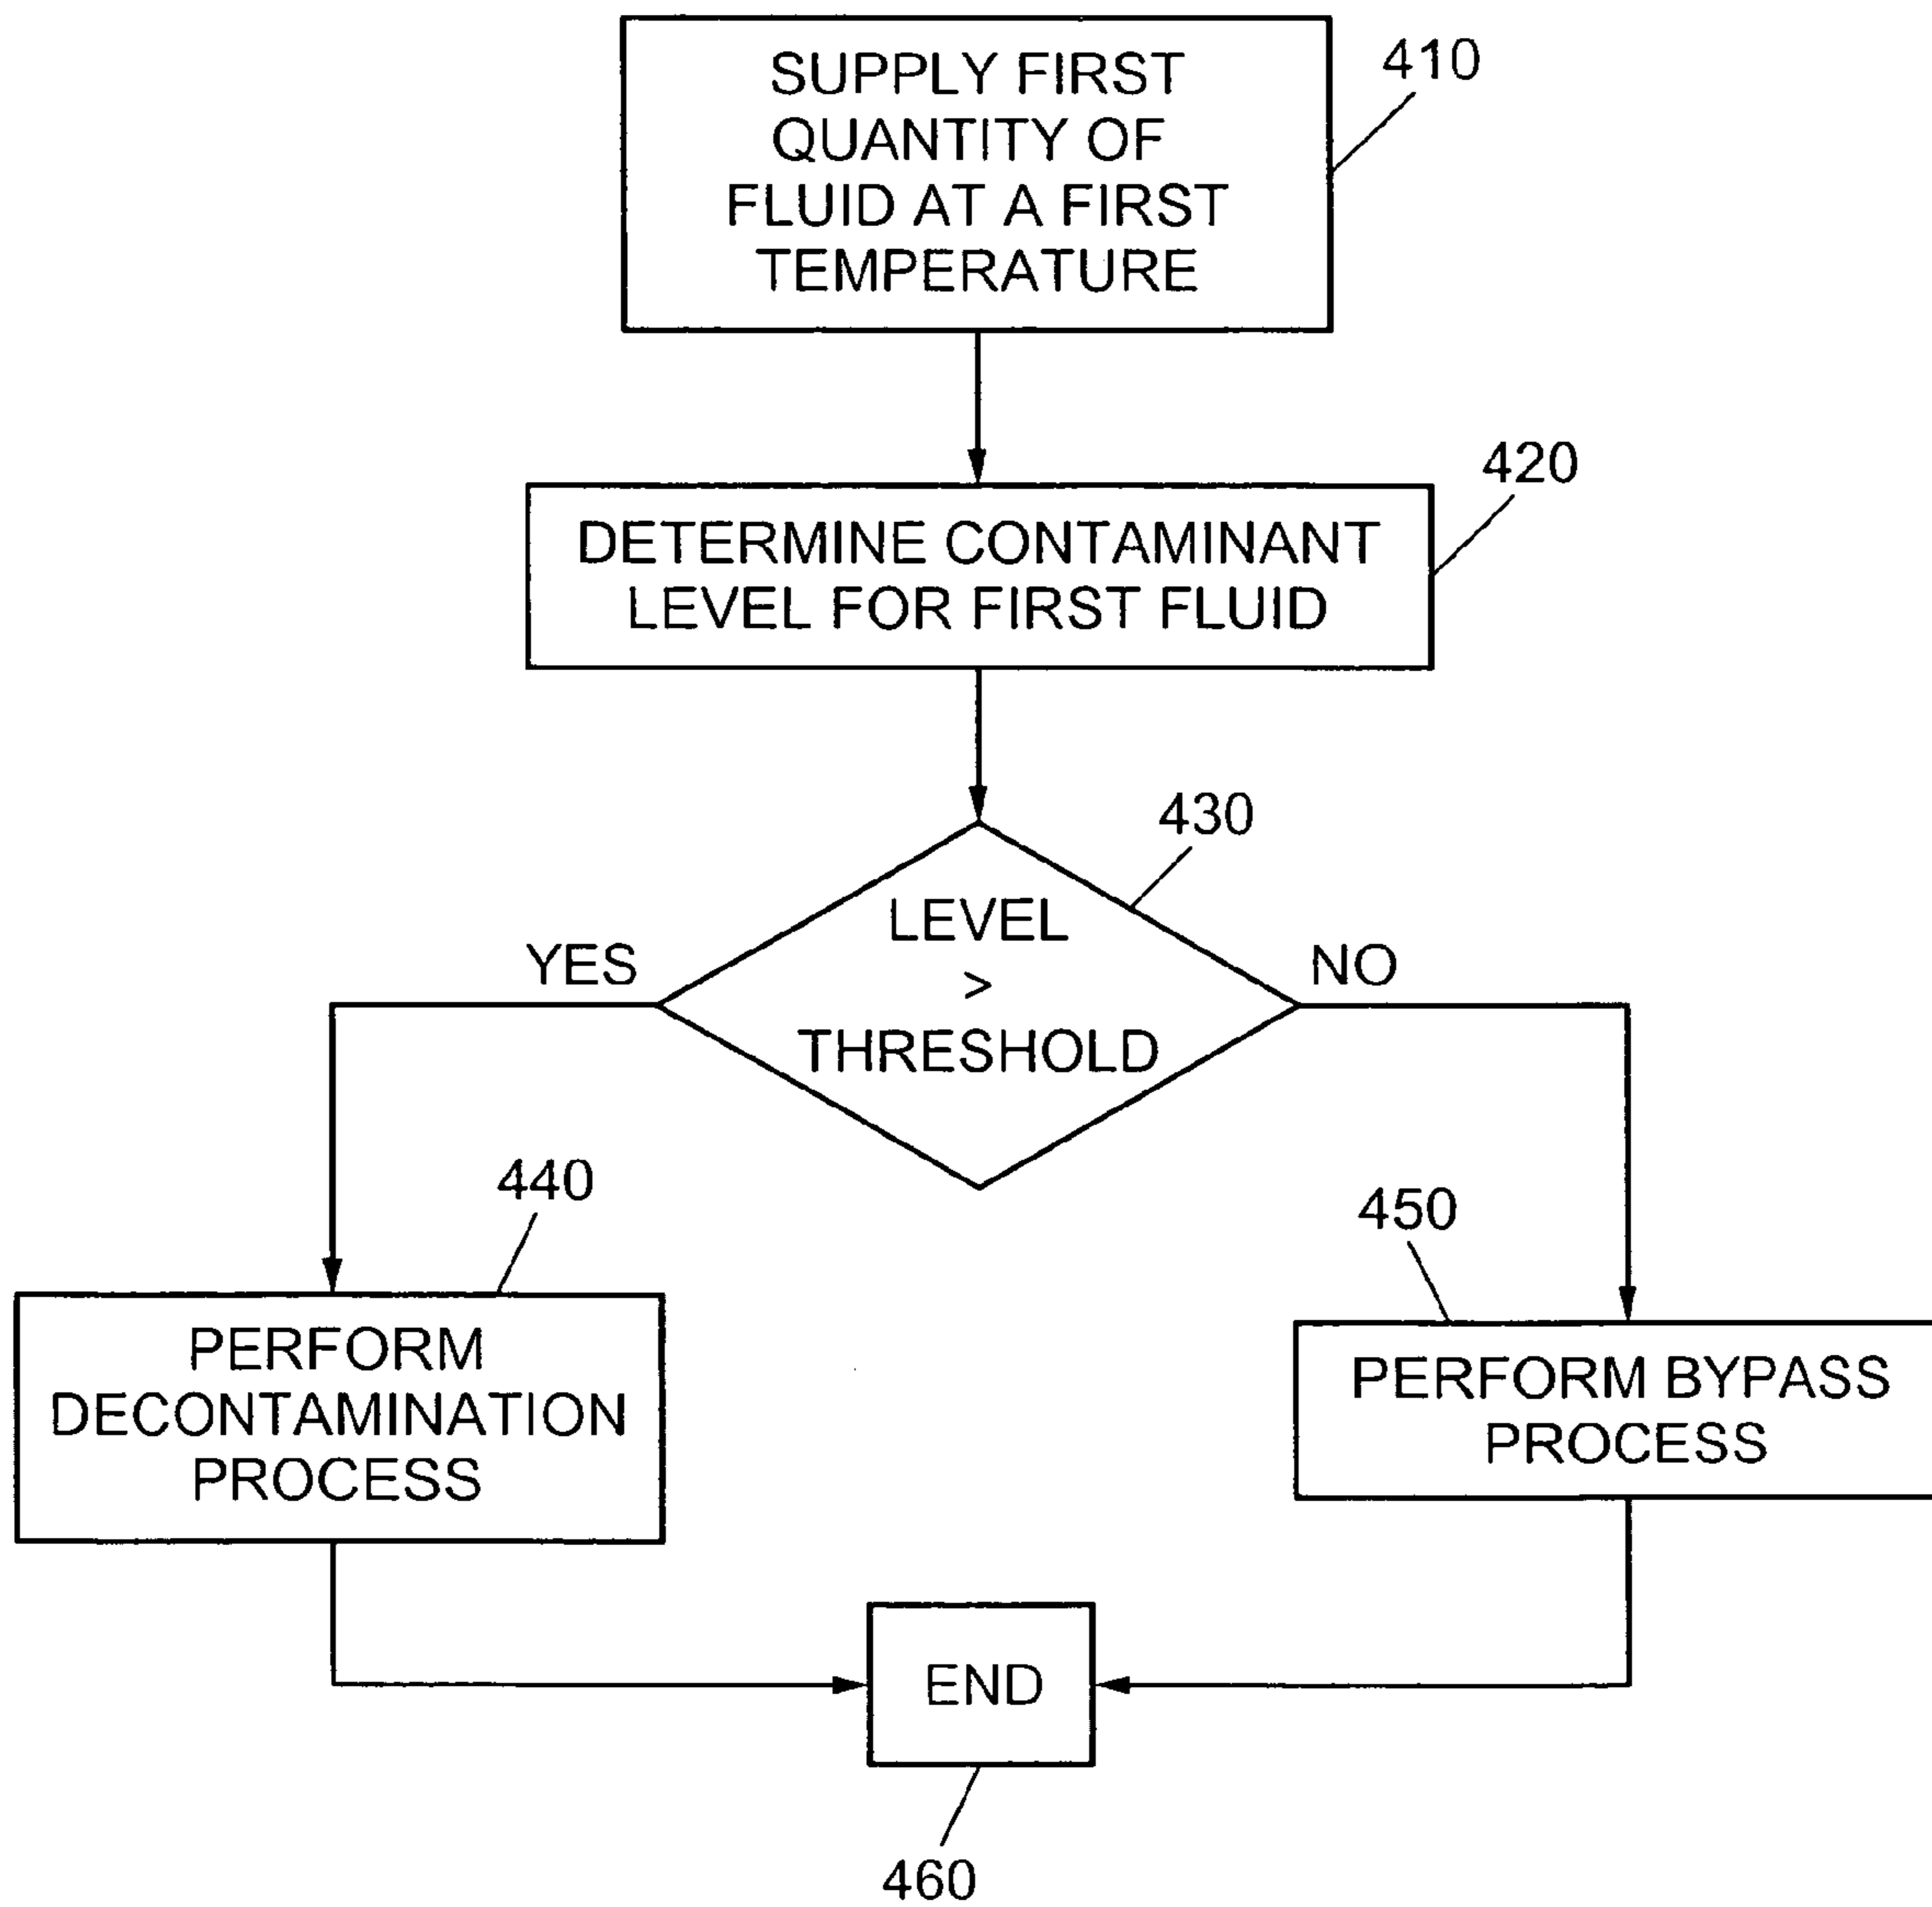 SUPPLY FIRST
QUANTITY OF
FLUID AT A FIRST
TEMPERATURE
410
DETERMINE CONTAMINANT
LEVEL FOR FIRST FLUID
420
430
LEVEL
>
THRESHOLD
YES
NO
440
PERFORM
DECONTAMINATION
PROCESS
450
PERFORM BYPASS
PROCESS
END
460